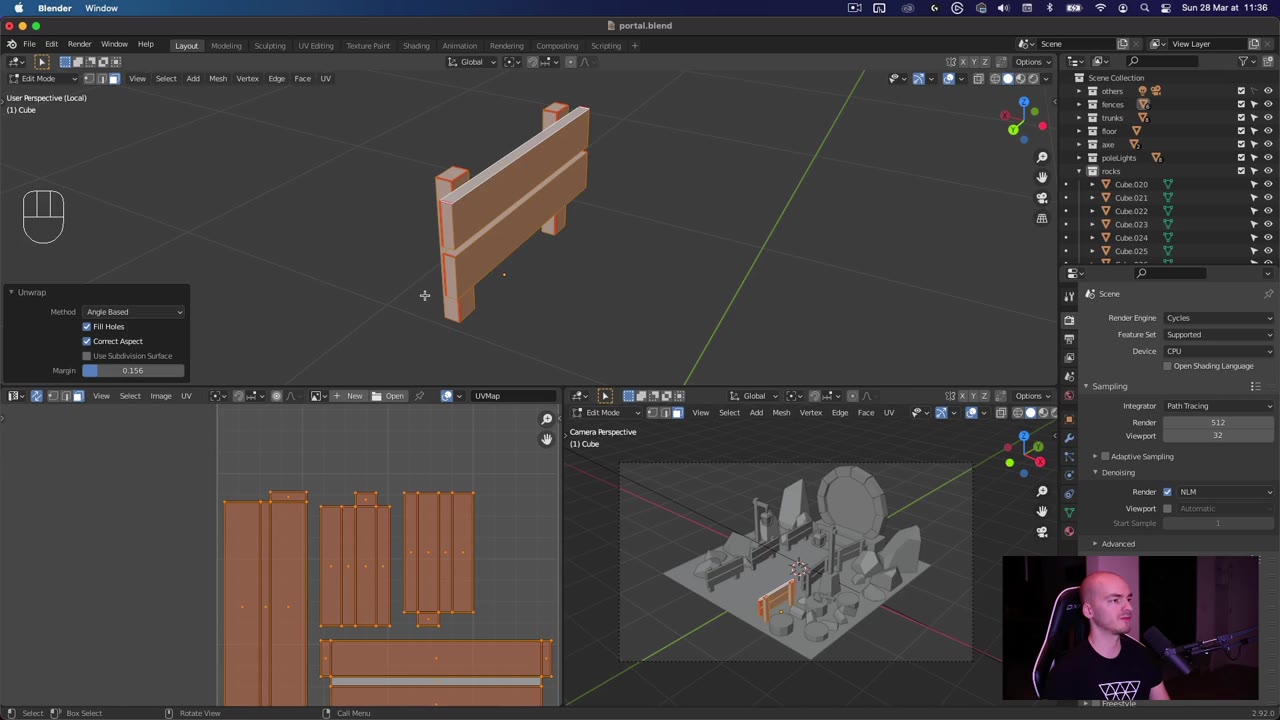 Blender Window
Sun 28 Mar at 11:36
portal.blend
File Edit Render Window Help
Layout Modeling Sculpting UV Editing Texture Paint Shading Animation Rendering Compositing Scripting +
Scene
View Layer
Global
Options
Edit Mode View Select Add Mesh Vertex Edge Face UV
X Y Z
User Perspective (Local)
(1) Cube
Z
X
Y
Scene Collection
others
fences
trunks
floor
axe
poleLights
rocks
Cube.020
Cube.021
Cube.022
Cube.023
Cube.024
Cube.025
Unwrap
Method Angle Based
Fill Holes
Correct Aspect
Use Subdivision Surface
Margin 0.156
Scene
Render Engine Cycles
Feature Set Supported
Device CPU
Open Shading Language
Sampling
Integrator Path Tracing
Render 512
Viewport 32
Adaptive Sampling
Denoising
Render NLM
Viewport Automatic
Start Sample 1
Advanced
View Select Image UV
New Open
UVMap
Global
X Y Z
Options
Edit Mode View Select Add Mesh Vertex Edge Face UV
Camera Perspective
(1) Cube
Z
Y
X
Freestyle
Select Box Select Rotate View Call Menu
2.92.0